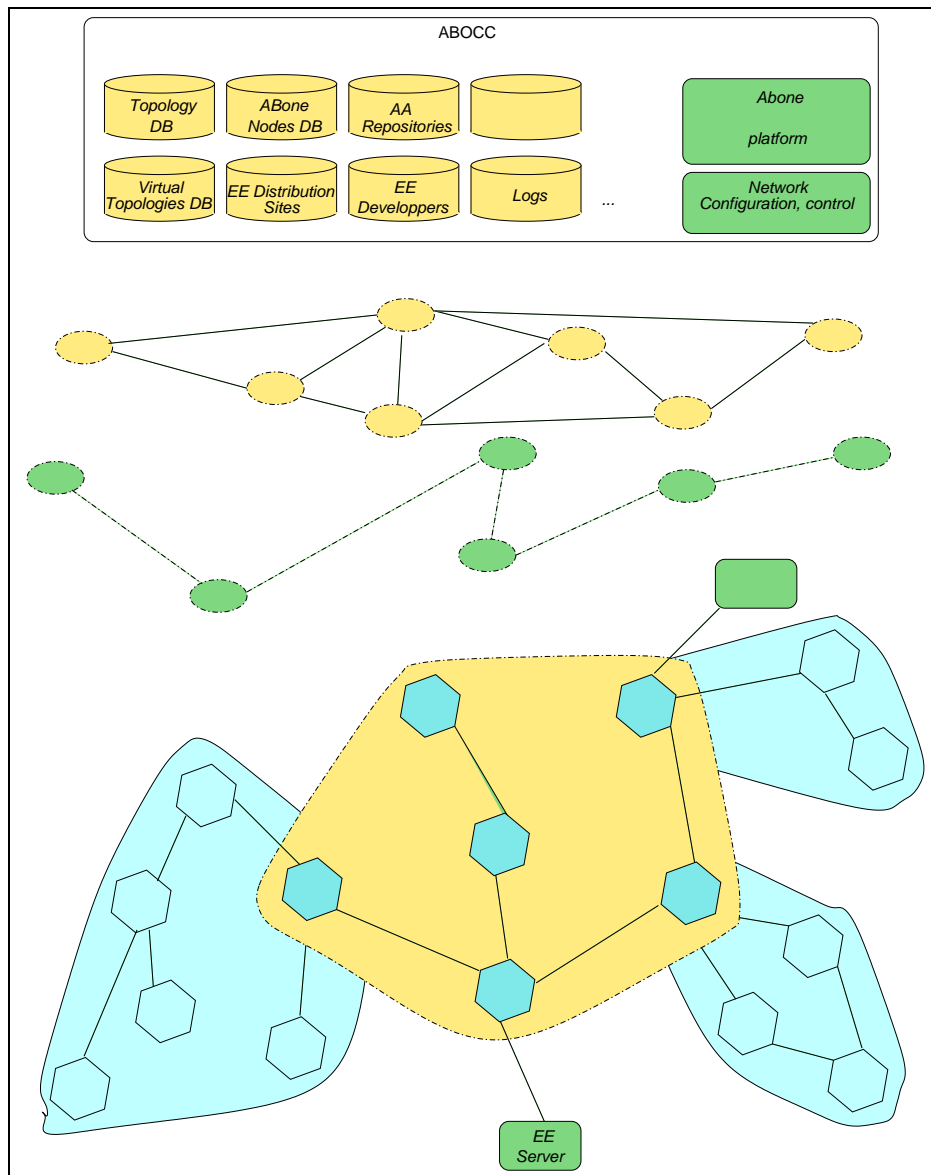 ABOCC
Topology
DB
ABone
Nodes DB
AA
Repositories
Abone
platform
Virtual
Topologies DB
EE Distribution
Sites
EE
Developpers
Logs
...
Network
Configuration, control
EE
Server